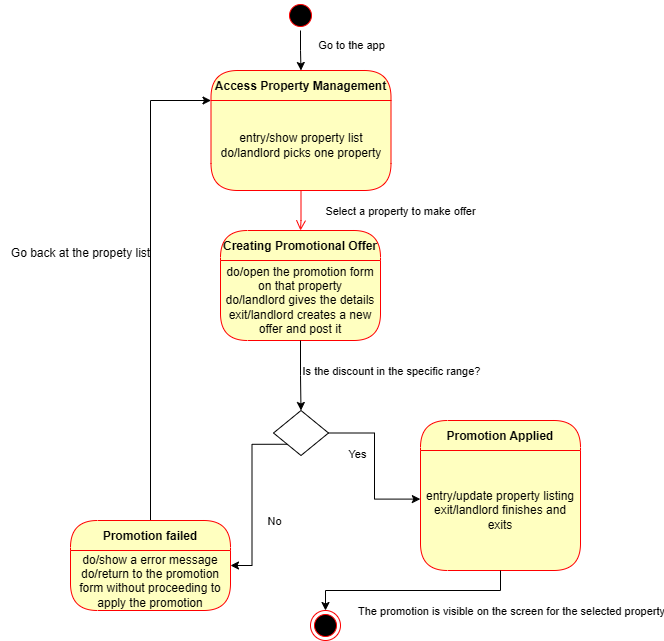 Go to the app
Access Property Management
entry/show property list
do/landlord picks one property
Select a property to make offer
Go back at the propety list
Creating Promotional Offer
do/open the promotion form
on that property
do/landlord gives the details
exit/landlord creates a new
offer and post it
Is the discount in the specific range?
Yes
No
Promotion Applied
entry/update property listing
exit/landlord finishes and
exits
Promotion failed
do/show a error message
do/return to the promotion
form without proceeding to
apply the promotion
The promotion is visible on the screen for the selected property